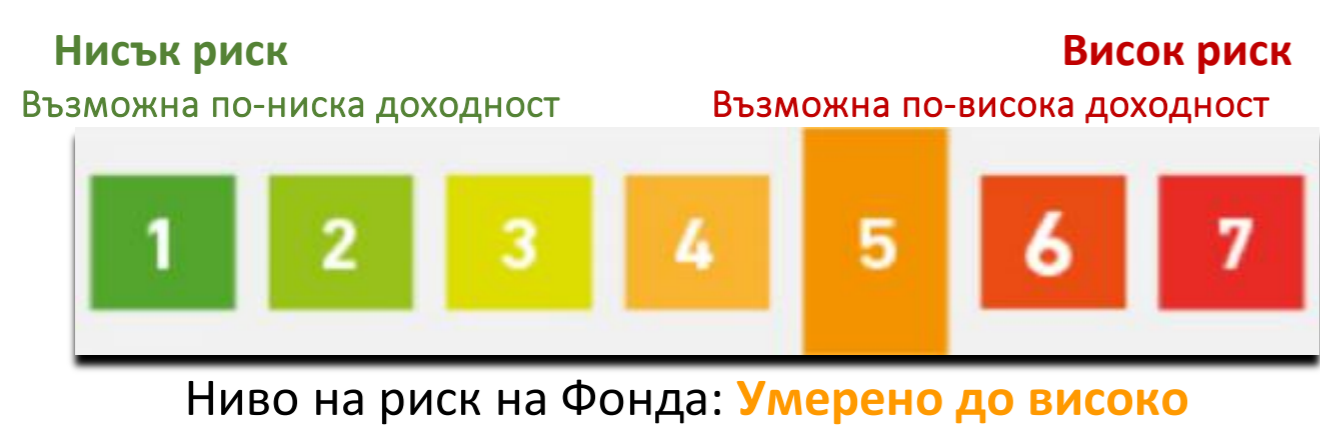 Нисък риск
Висок риск
Възможна по-ниска доходност
Възможна по-висока доходност
1 2 3 4 5 6 7
Ниво на риск на Фонда: Умерено до високо